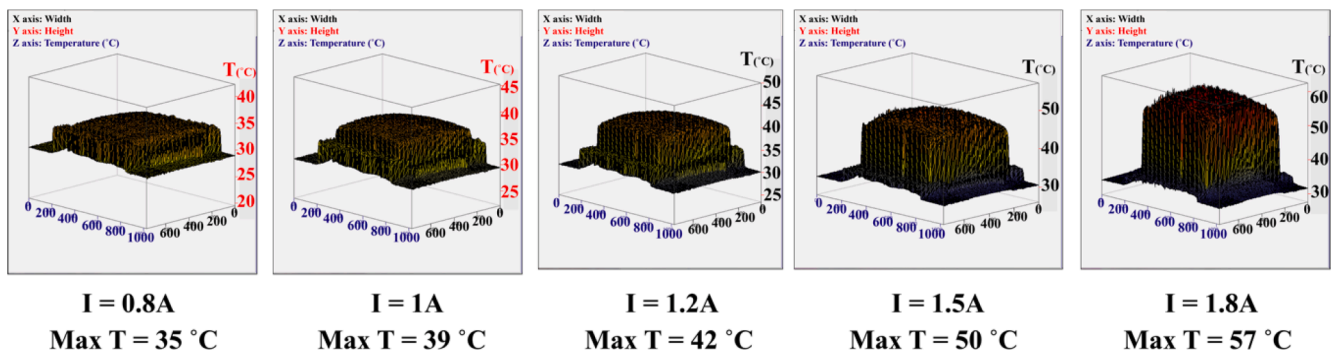 X axis: Width
Y axis: Height
Z axis: Temperature (˚C)
T(˚C)
40
35
30
25
20
0
200
400
600
800
1000
600
400
200
0
I = 0.8A
Max T = 35 ˚C
X axis: Width
Y axis: Height
Z axis: Temperature (˚C)
T(˚C)
45
40
35
30
25
0
200
400
600
800
1000
600
400
200
0
I = 1A
Max T = 39 ˚C
X axis: Width
Y axis: Height
Z axis: Temperature (˚C)
T(˚C)
50
45
40
35
30
25
0
200
400
600
800
1000
600
400
200
0
I = 1.2A
Max T = 42 ˚C
X axis: Width
Y axis: Height
Z axis: Temperature (˚C)
T(˚C)
50
40
30
0
200
400
600
800
1000
600
400
200
0
I = 1.5A
Max T = 50 ˚C
X axis: Width
Y axis: Height
Z axis: Temperature (˚C)
T(˚C)
60
50
40
30
0
200
400
600
800
1000
600
400
200
0
I = 1.8A
Max T = 57 ˚C